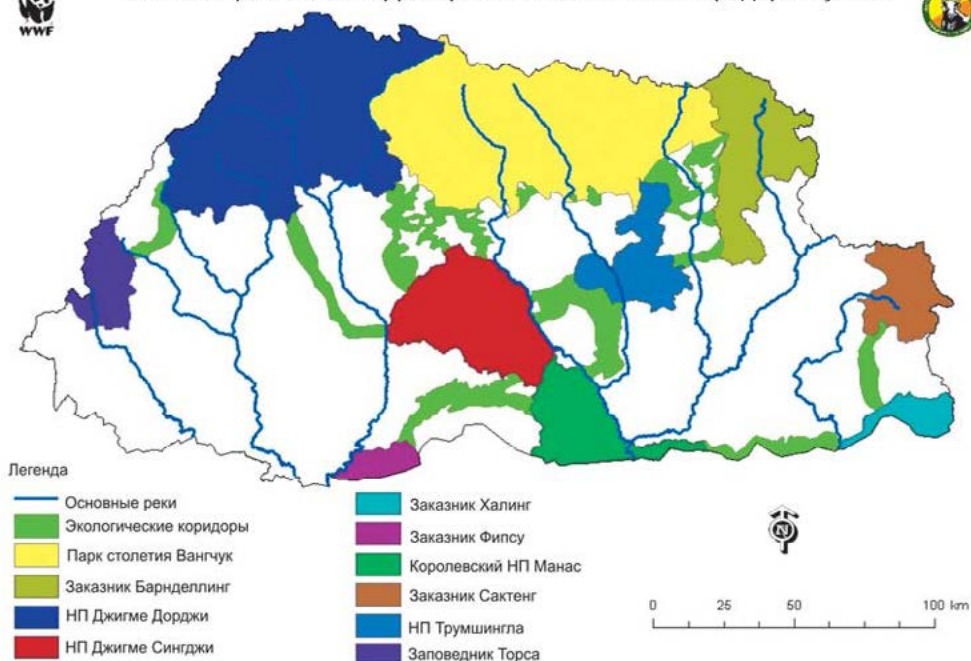 WWF
Легенда
Основные реки
Экологические коридоры
Парк столетия Вангчук
Заказник Барнделлинг
НП Джигме Дорджи
НП Джигме Сингджи
Заказник Халинг
Заказник Фипсу
Королевский НП Манас
Заказник Сактенг
НП Трумшингла
Заповедник Торса
N
0 25 50 100 km